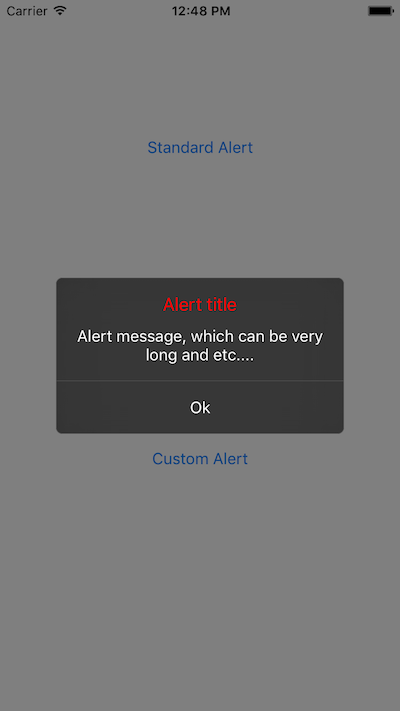 Carrier 12:48 PM
Standard Alert
Alert title
Alert message, which can be very
long and etc....
Ok
Custom Alert